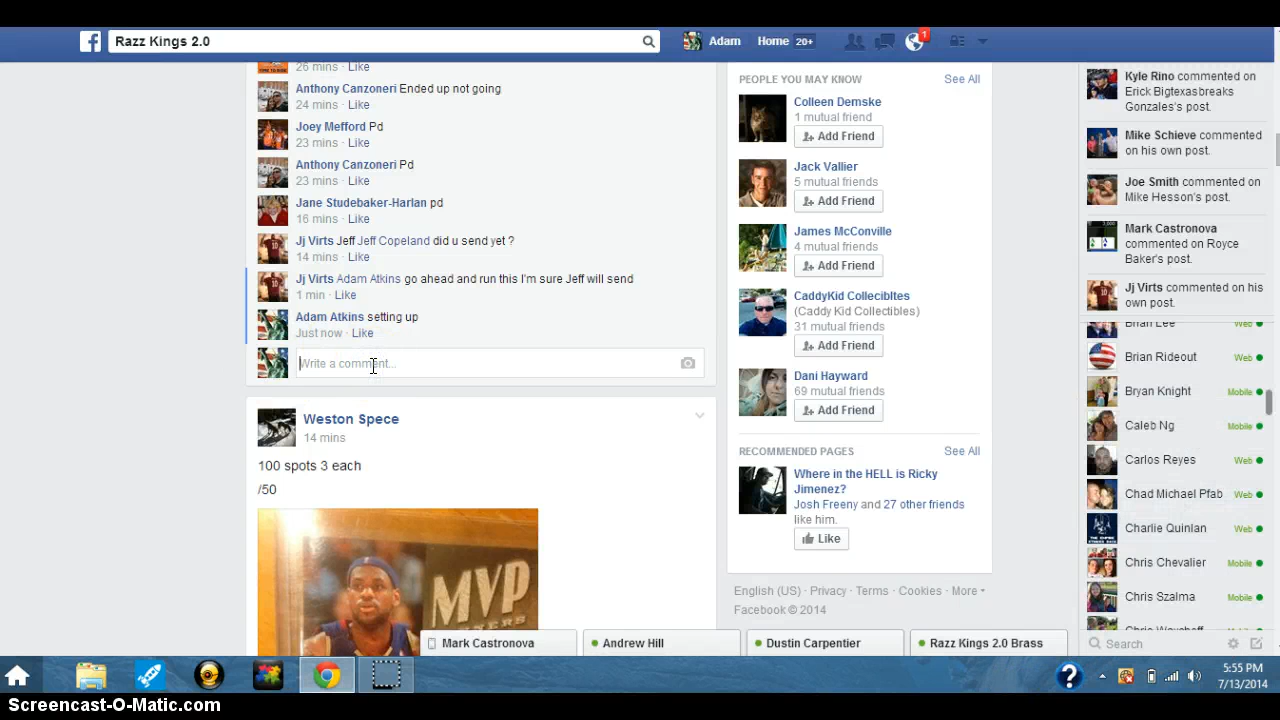 Razz Kings 2.0
Adam
Home 20+
1
26 mins · Like
Anthony Canzoneri Ended up not going
24 mins · Like
Joey Mefford Pd
23 mins · Like
Anthony Canzoneri Pd
23 mins · Like
Jane Studebaker-Harlan pd
16 mins · Like
Jj Virts Jeff Jeff Copeland did u send yet ?
14 mins · Like
Jj Virts Adam Atkins go ahead and run this I'm sure Jeff will send
1 min · Like
Adam Atkins setting up
Just now · Like
Write a comment...
Weston Spece
14 mins
100 spots 3 each
/50
MVP
PEOPLE YOU MAY KNOW See All
Colleen Demske
1 mutual friend
Add Friend
Jack Vallier
5 mutual friends
Add Friend
James McConville
4 mutual friends
Add Friend
CaddyKid Collecibltes
(Caddy Kid Collectibles)
31 mutual friends
Add Friend
Dani Hayward
69 mutual friends
Add Friend
RECOMMENDED PAGES See All
Where in the HELL is Ricky
Jimenez?
Josh Freeny and 27 other friends
like him.
Like
English (US) · Privacy · Terms · Cookies · More
Facebook © 2014
Kyle Rino commented on
Erick Bigtexasbreaks
Gonzales's post.
Mike Schieve commented
on his own post.
Joe Smith commented on
Mike Hesson's post.
Mark Castronova
commented on Royce
Baker's post.
Jj Virts commented on his
own post.
Brian Lee Web
Brian Rideout Web
Bryan Knight Mobile
Caleb Ng Mobile
Carlos Reyes Web
Chad Michael Pfab Web
Charlie Quinlan Web
Chris Chevalier Mobile
Chris Szalma Mobile
Search
Mark Castronova
Andrew Hill
Dustin Carpentier
Razz Kings 2.0 Brass
5:55 PM
7/13/2014
Screencast-O-Matic.com